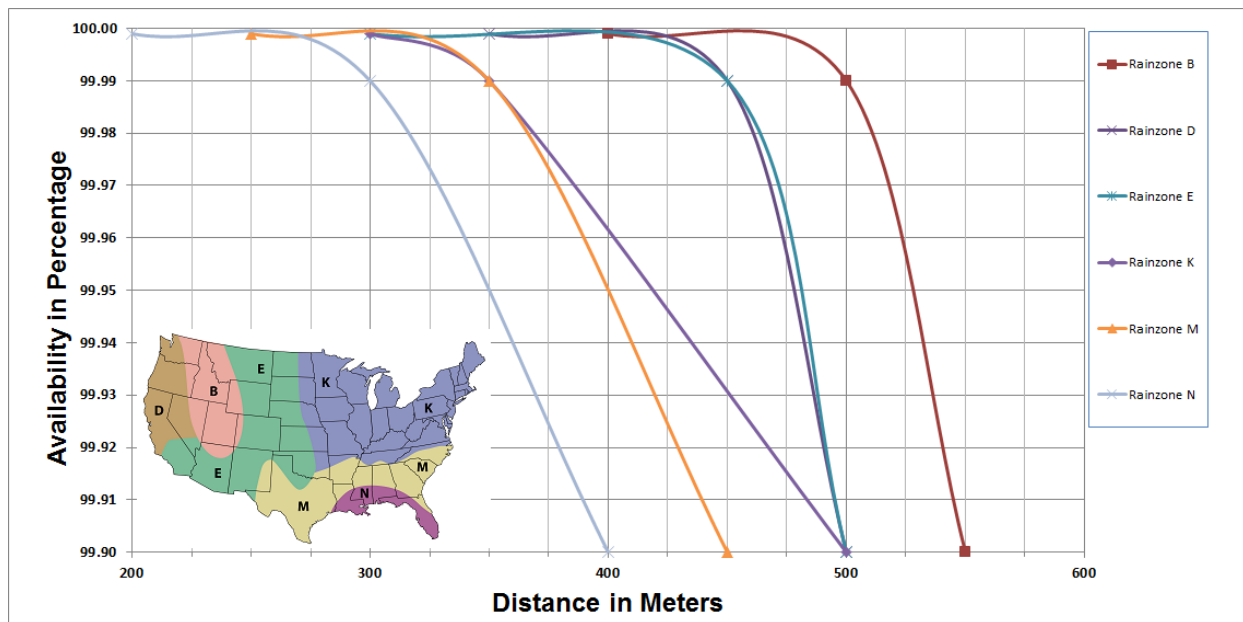 Availability in Percentage
100.00
99.99
99.98
99.97
99.96
99.95
99.94
99.93
99.92
99.91
99.90
200
300
400
500
600
Distance in Meters
Rainzone B
Rainzone D
Rainzone E
Rainzone K
Rainzone M
Rainzone N
E
K
B
D
K
E
M
N
M